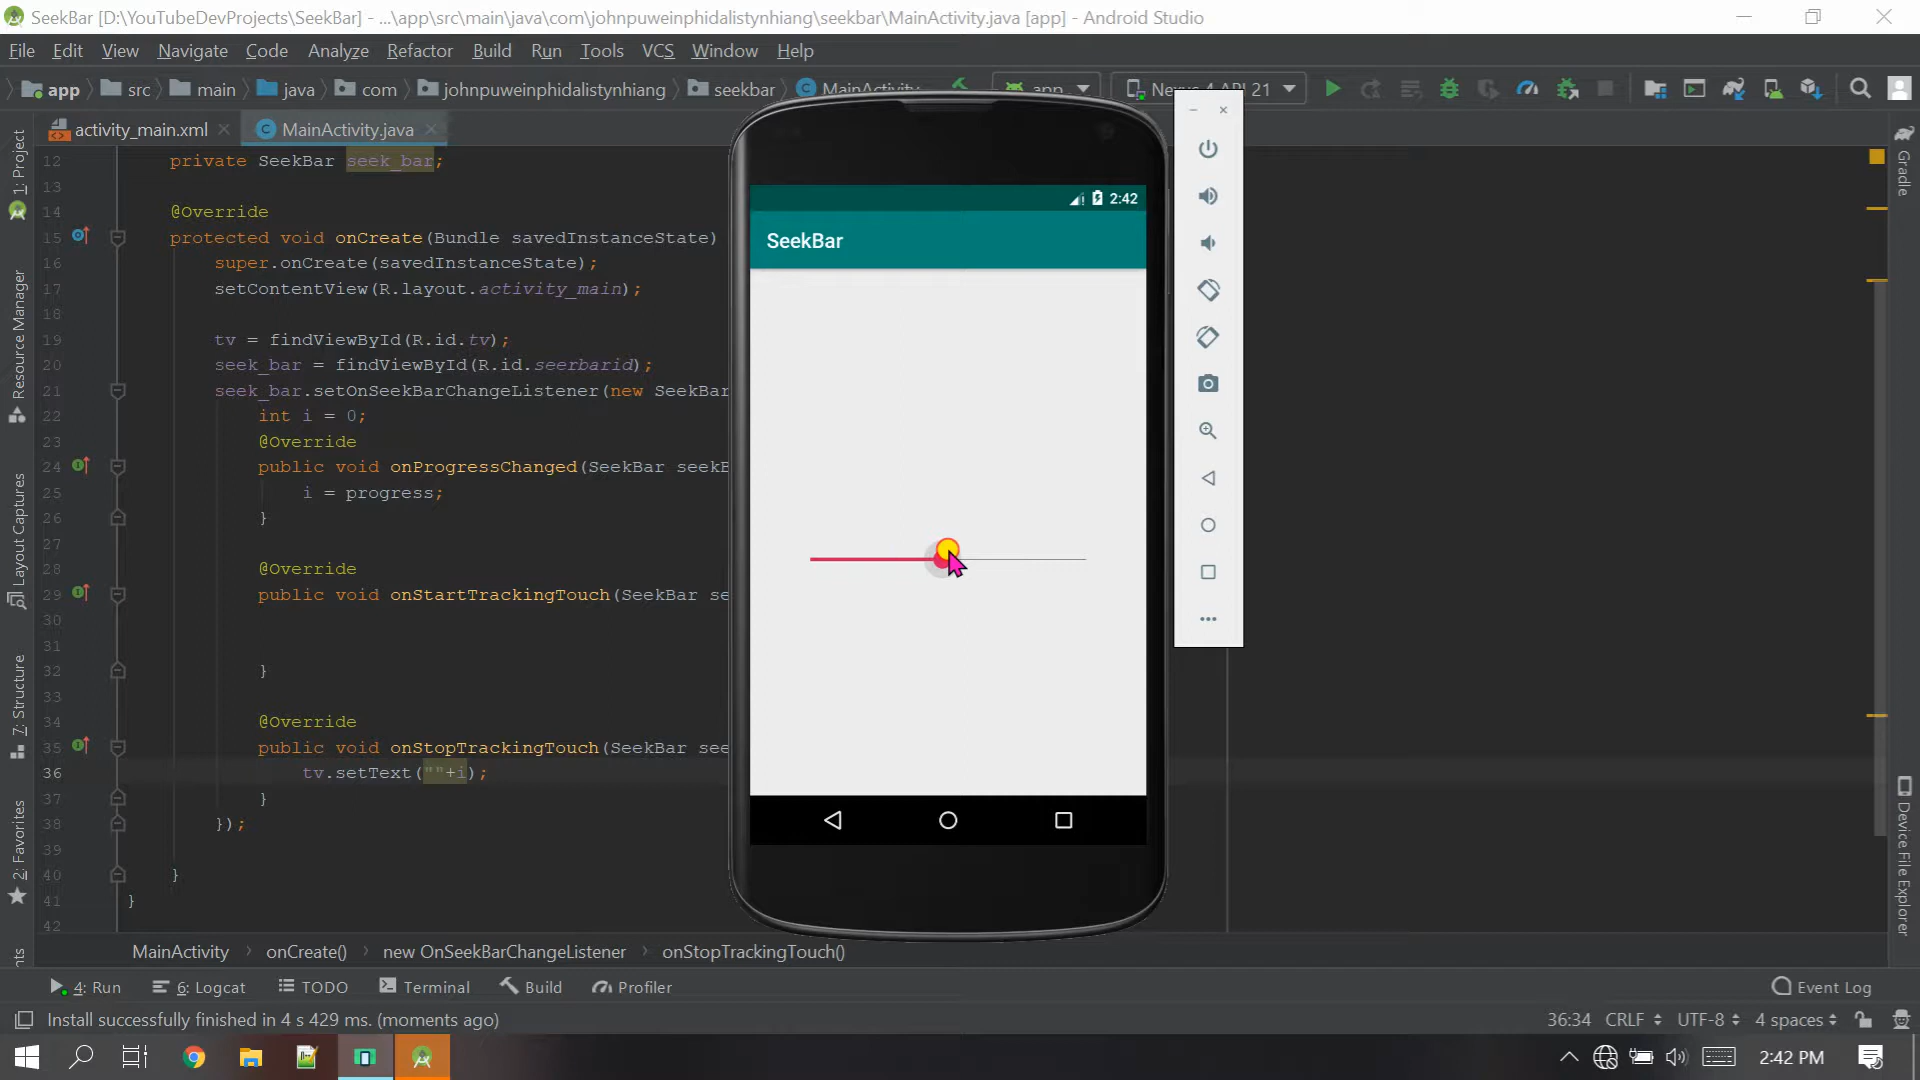 SeekBar [D:\YouTubeDevProjects\SeekBar] - ...\app\src\main\java\com\johnpuweinphidalistynhiang\seekbar\MainActivity.java [app] - Android Studio
File Edit View Navigate Code Analyze Refactor Build Run Tools VCS Window Help
app src main java com johnpuweinphidalistynhiang seekbar MainActivity app Nexus 4 API 21
activity_main.xml MainActivity.java
12 private SeekBar seek_bar;
13
14 @Override
15 protected void onCreate(Bundle savedInstanceState)
16 super.onCreate(savedInstanceState);
17 setContentView(R.layout.activity_main);
18
19 tv = findViewById(R.id.tv);
20 seek_bar = findViewById(R.id.seerbarid);
21 seek_bar.setOnSeekBarChangeListener(new SeekBar
22 int i = 0;
23 @Override
24 public void onProgressChanged(SeekBar seekB
25 i = progress;
26 }
27
28 @Override
29 public void onStartTrackingTouch(SeekBar se
30
31
32 }
33
34 @Override
35 public void onStopTrackingTouch(SeekBar see
36 tv.setText(""+i);
37 }
38 });
39
40 }
41 }
42
1: Project
Resource Manager
Layout Captures
7: Structure
2: Favorites
2:42
SeekBar
Gradle
Device File Explorer
MainActivity onCreate() new OnSeekBarChangeListener onStopTrackingTouch()
4: Run 6: Logcat TODO Terminal Build Profiler Event Log
Install successfully finished in 4 s 429 ms. (moments ago) 36:34 CRLF UTF-8 4 spaces
2:42 PM